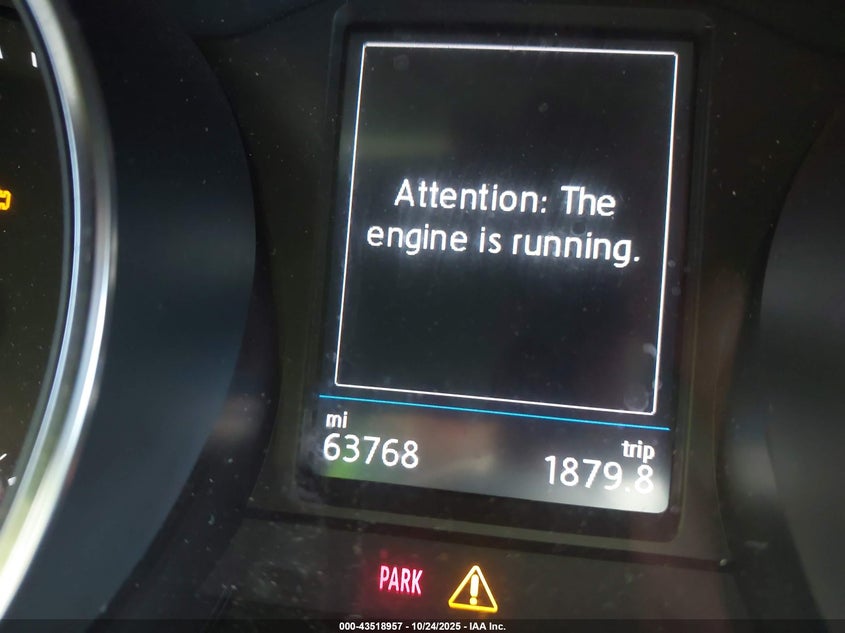 Attention: The
engine is running.
mi
trip
63768
1879.8
PARK
000-43518957 - 10/24/2025 - IAA Inc.